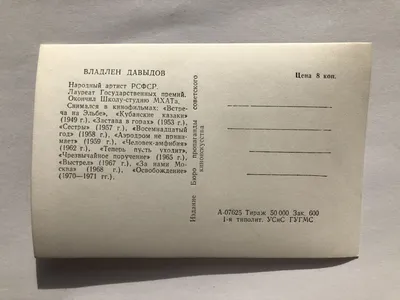 ВЛАДЛЕН ДАВЫДОВ
Народный артист РСФСР.
Лауреат Государственных премий.
Окончил Школу-студию МХАТа.
Снимался в кинофильмах: «Встре-
ча на Эльбе», «Кубанские казаки»
(1949 г.), «Застава в горах» (1953 г.),
«Сестры» (1957 г.), «Восемнадцатый
год» (1958 г.), «Аэродром не прини-
мает» (1959 г.), «Человек-амфибия»
(1962 г.), «Теперь пусть уходит»,
«Чрезвычайное поручение» (1965 г.),
«Выстрел» (1967 г.), «За нами Мо-
сква» (1968 г.), «Освобождение»
(1970—1971 гг.).
Издание Бюро пропаганды советского
киноискусства
Цена 8 коп.
А-07625 Тираж 50 000 Зак. 600
1-я типолит. УСиС ГУГМС